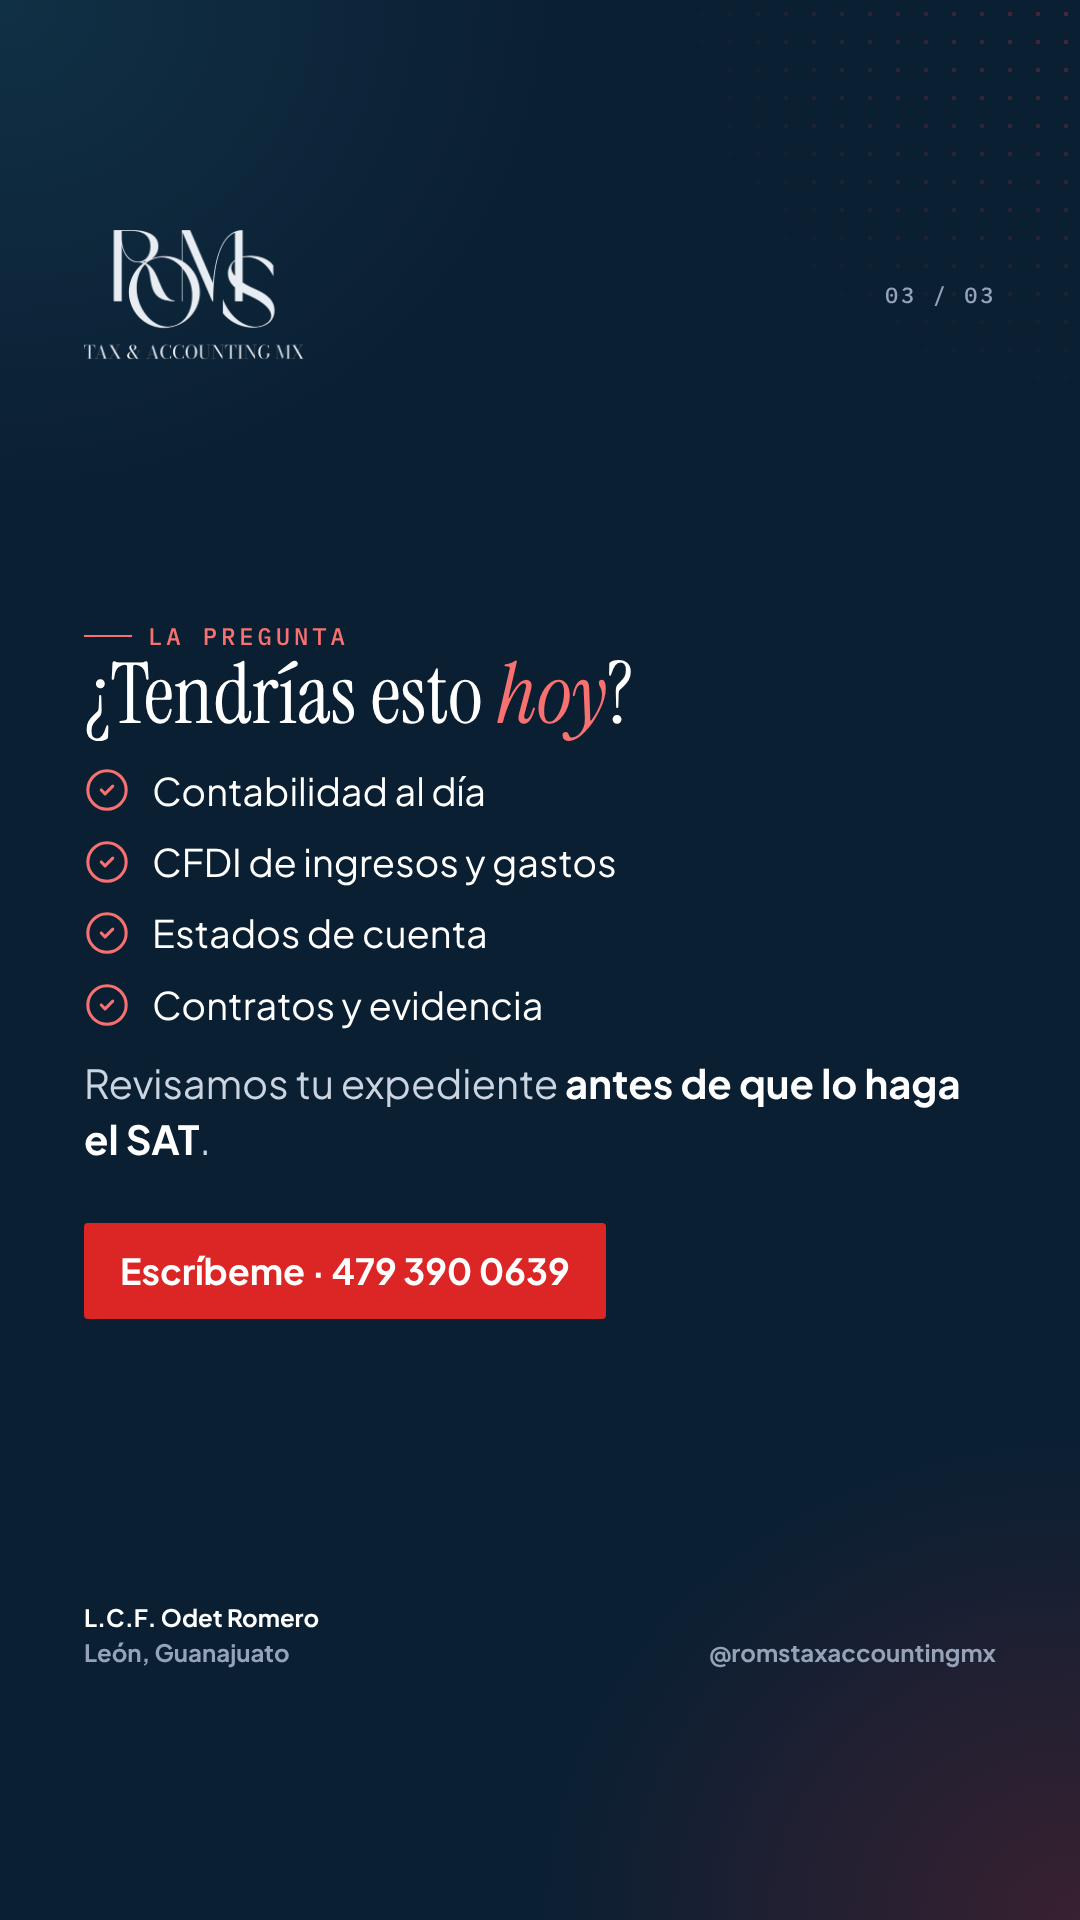 ROMS
TAX & ACCOUNTING MX
03 / 03
LA PREGUNTA
¿Tendrías esto hoy?
Contabilidad al día
CFDI de ingresos y gastos
Estados de cuenta
Contratos y evidencia
Revisamos tu expediente antes de que lo haga
el SAT.
Escríbeme · 479 390 0639
L.C.F. Odet Romero
León, Guanajuato
@romstaxaccountingmx